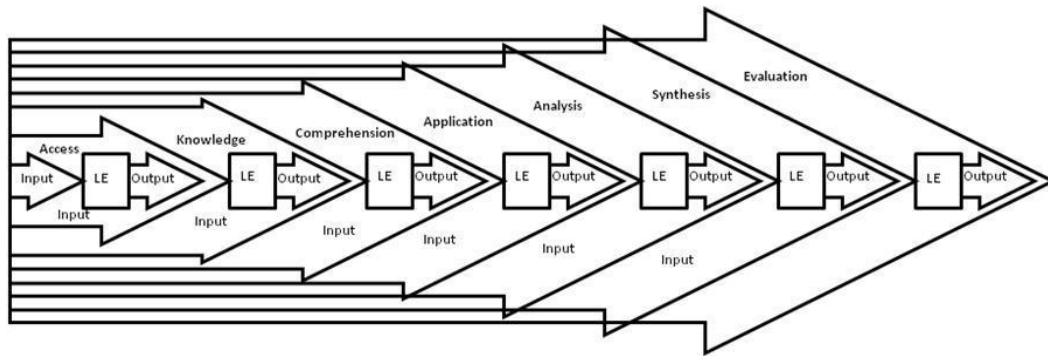 Evaluation
Synthesis
Analysis
Application
Comprehension
Knowledge
Access
Input LE Output LE Output LE Output LE Output LE Output LE Output LE Output
Input
Input
Input
Input
Input
Input